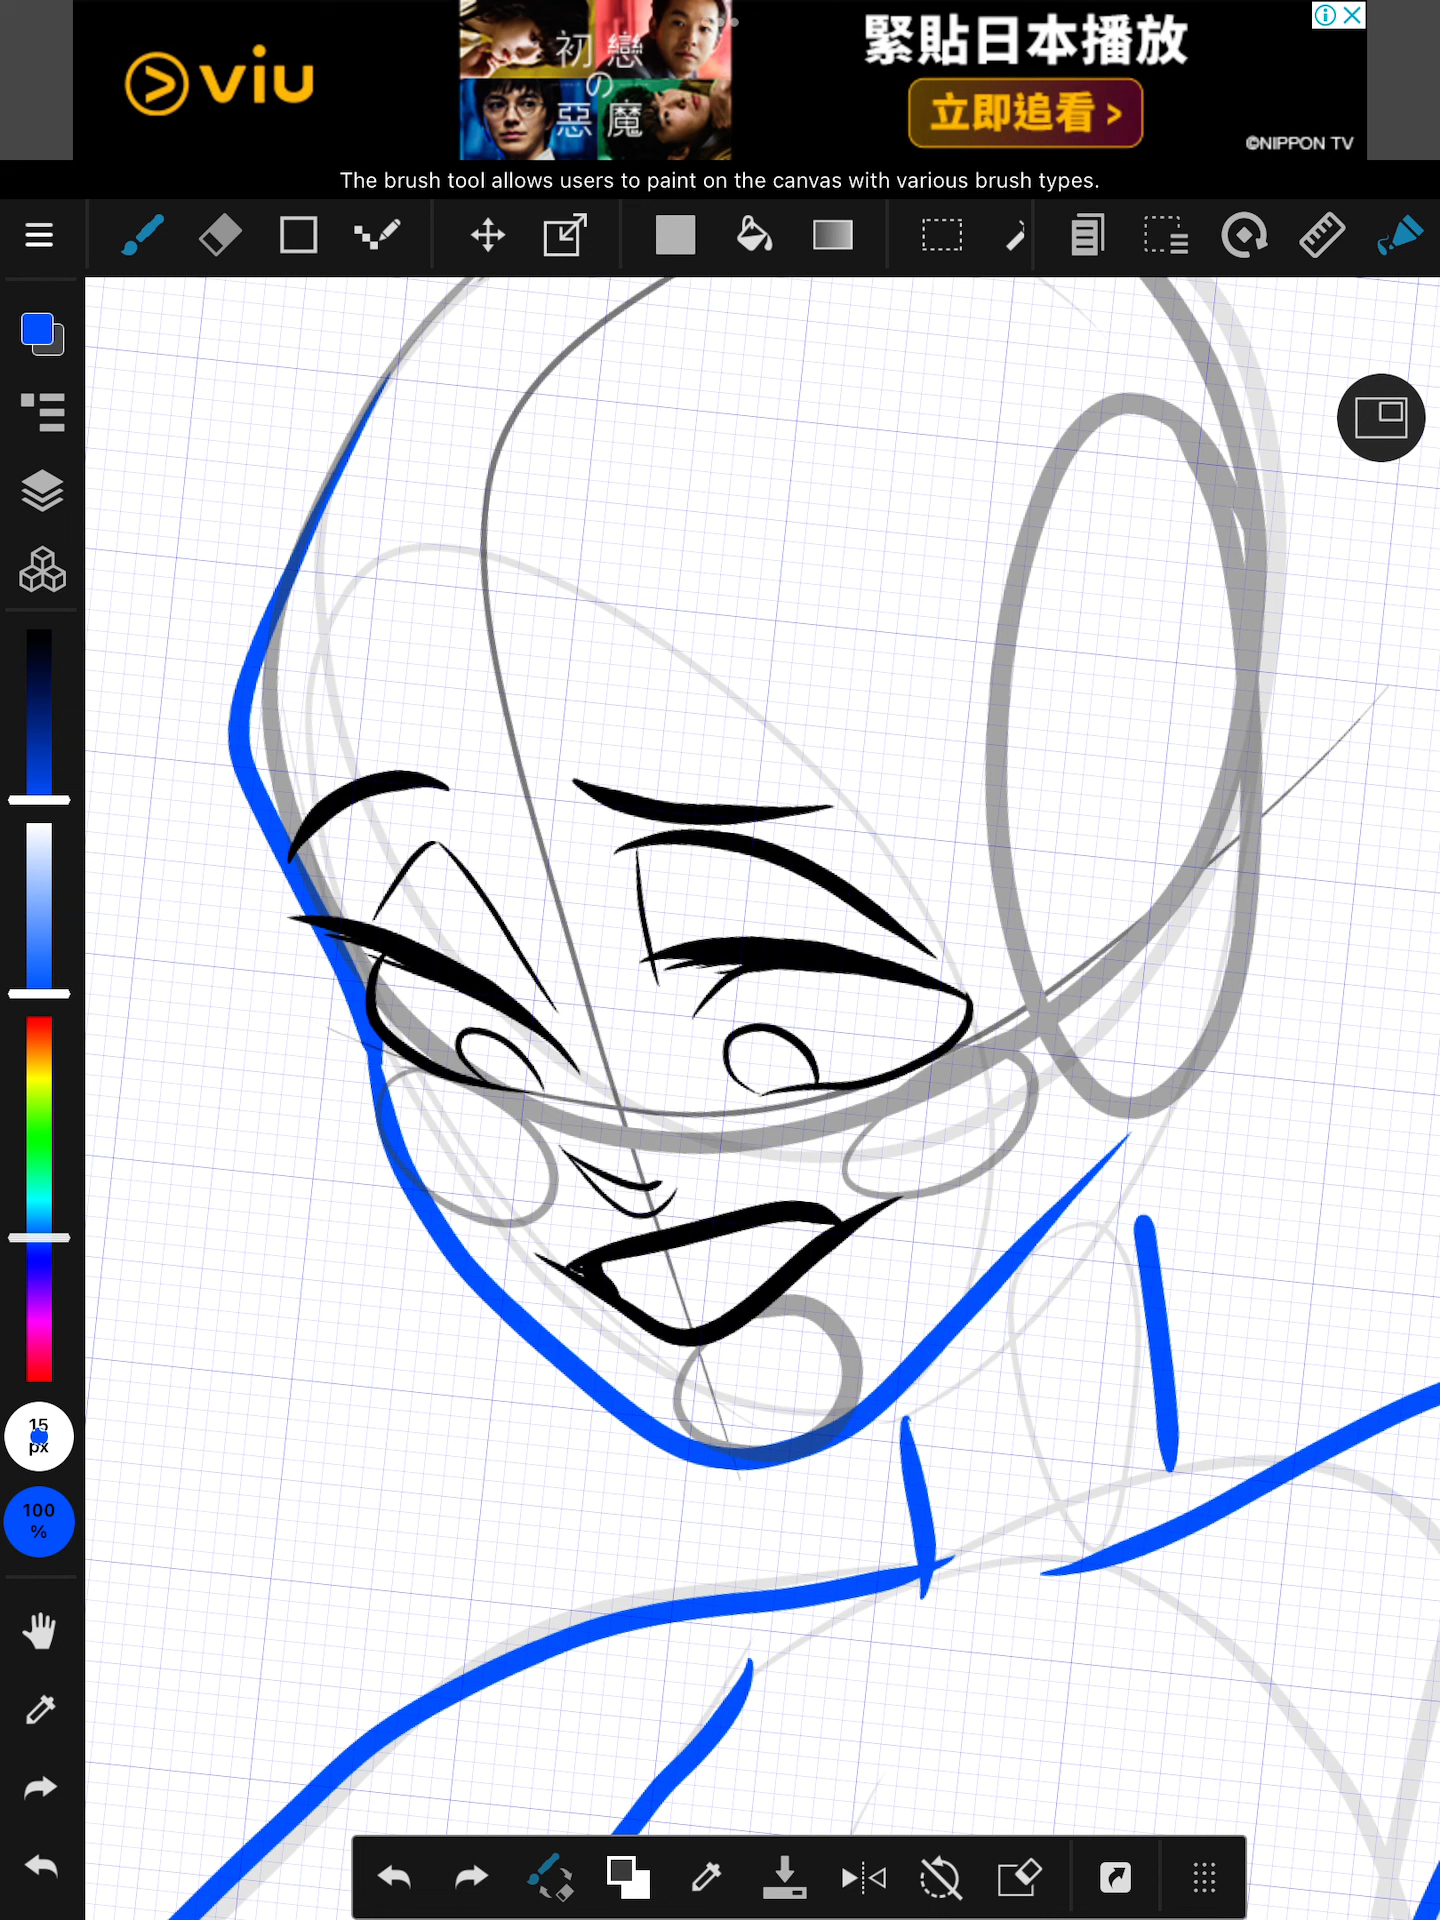 viu
初戀
の
惡魔
緊貼日本播放
立即追看 >
©NIPPON TV
The brush tool allows users to paint on the canvas with various brush types.
15
px
100
%